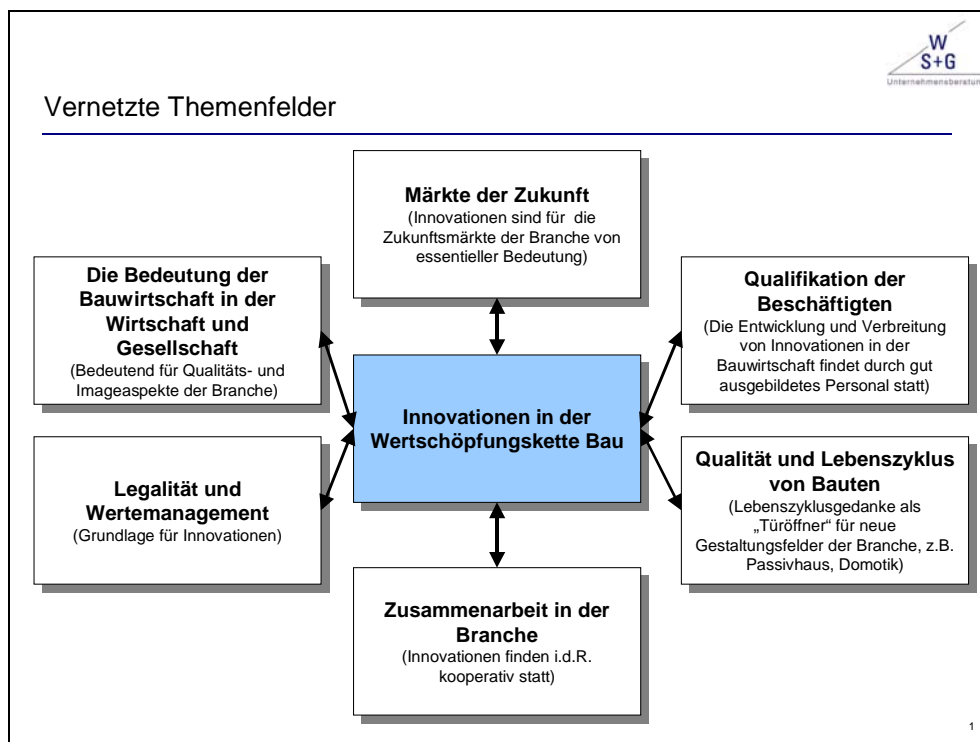 W
S+G
Unternehmensberatung
Vernetzte Themenfelder
Märkte der Zukunft
(Innovationen sind für die
Zukunftsmärkte der Branche von
essentieller Bedeutung)
Die Bedeutung der
Bauwirtschaft in der
Wirtschaft und
Gesellschaft
(Bedeutend für Qualitäts- und
Imageaspekte der Branche)
Qualifikation der
Beschäftigten
(Die Entwicklung und Verbreitung
von Innovationen in der
Bauwirtschaft findet durch gut
ausgebildetes Personal statt)
Innovationen in der
Wertschöpfungskette Bau
Legalität und
Wertemanagement
(Grundlage für Innovationen)
Qualität und Lebenszyklus
von Bauten
(Lebenszyklusgedanke als
„Türöffner“ für neue
Gestaltungsfelder der Branche, z.B.
Passivhaus, Domotik)
Zusammenarbeit in der
Branche
(Innovationen finden i.d.R.
kooperativ statt)
1